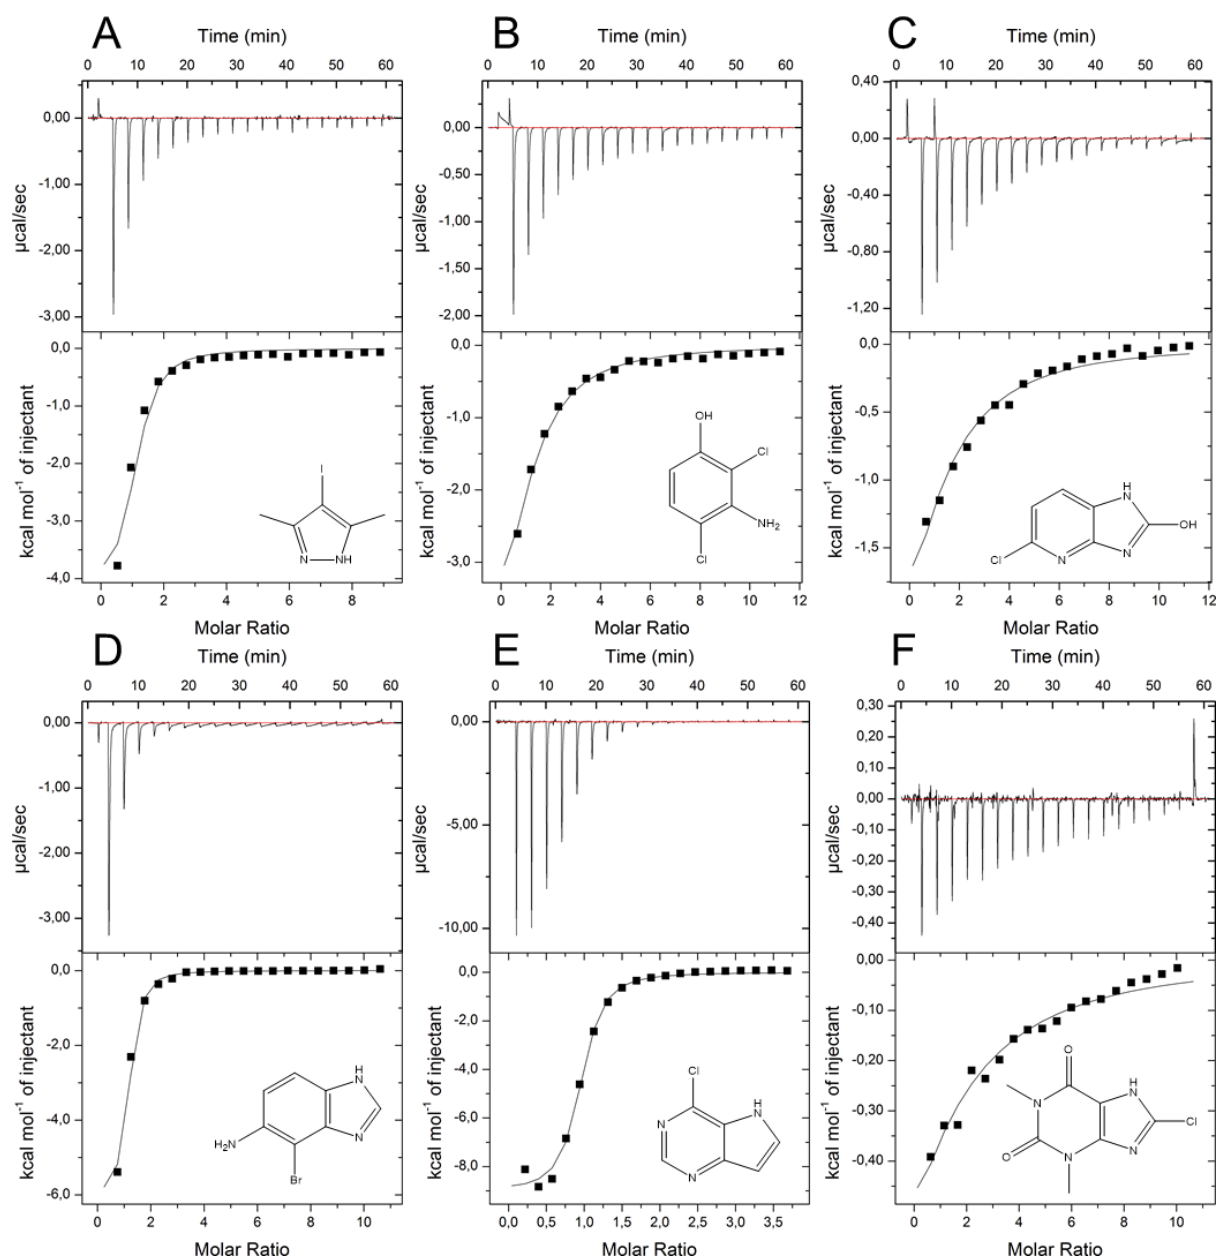 A
Time (min)
0 10 20 30 40 50 60
0,00
-1,00
-2,00
-3,00
µcal/sec
0,0
-1,0
-2,0
-3,0
-4,0
kcal mol⁻¹ of injectant
I
N
NH
0 2 4 6 8
Molar Ratio
B
Time (min)
0 10 20 30 40 50 60
0,00
-0,50
-1,00
-1,50
-2,00
µcal/sec
0,0
-1,0
-2,0
-3,0
kcal mol⁻¹ of injectant
OH
Cl
NH₂
Cl
0 2 4 6 8 10 12
Molar Ratio
C
Time (min)
0 10 20 30 40 50 60
0,40
0,00
-0,40
-0,80
-1,20
µcal/sec
0,0
-0,5
-1,0
-1,5
kcal mol⁻¹ of injectant
H
N
OH
Cl
N
N
0 2 4 6 8 10 12
Molar Ratio
D
Time (min)
0 10 20 30 40 50 60
0,00
-1,00
-2,00
-3,00
µcal/sec
0,0
-2,0
-4,0
-6,0
kcal mol⁻¹ of injectant
H
N
N
H₂N
Br
0 2 4 6 8 10
Molar Ratio
E
Time (min)
0 10 20 30 40 50 60
0,00
-5,00
-10,00
µcal/sec
0,0
-2,0
-4,0
-6,0
-8,0
kcal mol⁻¹ of injectant
Cl
H
N
N
N
0,0 0,5 1,0 1,5 2,0 2,5 3,0 3,5
Molar Ratio
F
Time (min)
0 10 20 30 40 50 60
0,30
0,20
0,10
0,00
-0,10
-0,20
-0,30
-0,40
µcal/sec
0,00
-0,10
-0,20
-0,30
-0,40
kcal mol⁻¹ of injectant
O
H
N
N
Cl
O
N
N
0 2 4 6 8 10
Molar Ratio